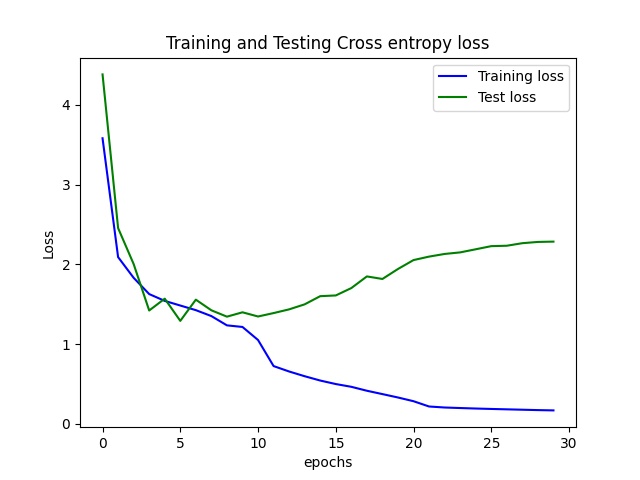 Training and Testing Cross entropy loss
Training loss
Test loss
Loss
4
3
2
1
0
0 5 10 15 20 25 30
epochs